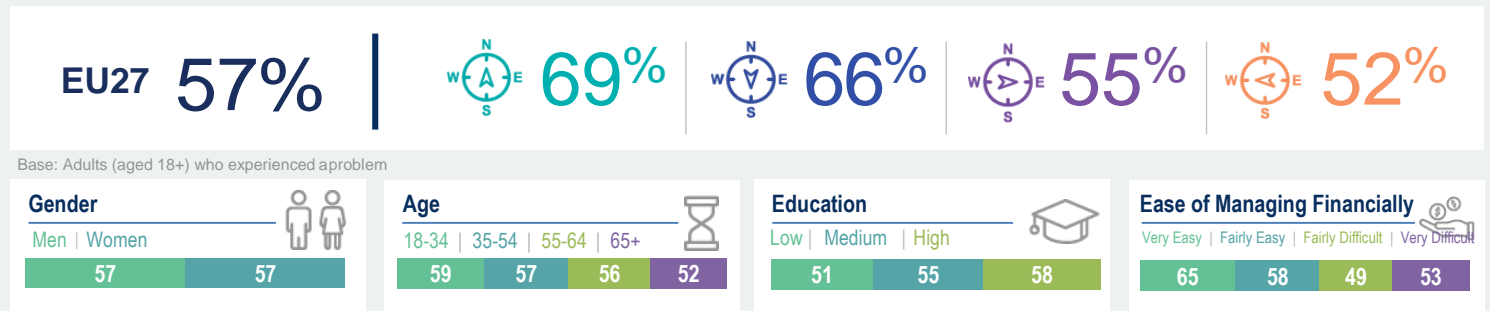 EU27 57%
N
W E
S
69%
N
W E
S
66%
N
W E
S
55%
N
W E
S
52%
Base: Adults (aged 18+) who experienced aproblem
Gender
Men | Women
57 57
Age
18-34 | 35-54 | 55-64 | 65+
59 57 56 52
Education
Low | Medium | High
51 55 58
Ease of Managing Financially
Very Easy | Fairly Easy | Fairly Difficult | Very Difficult
65 58 49 53